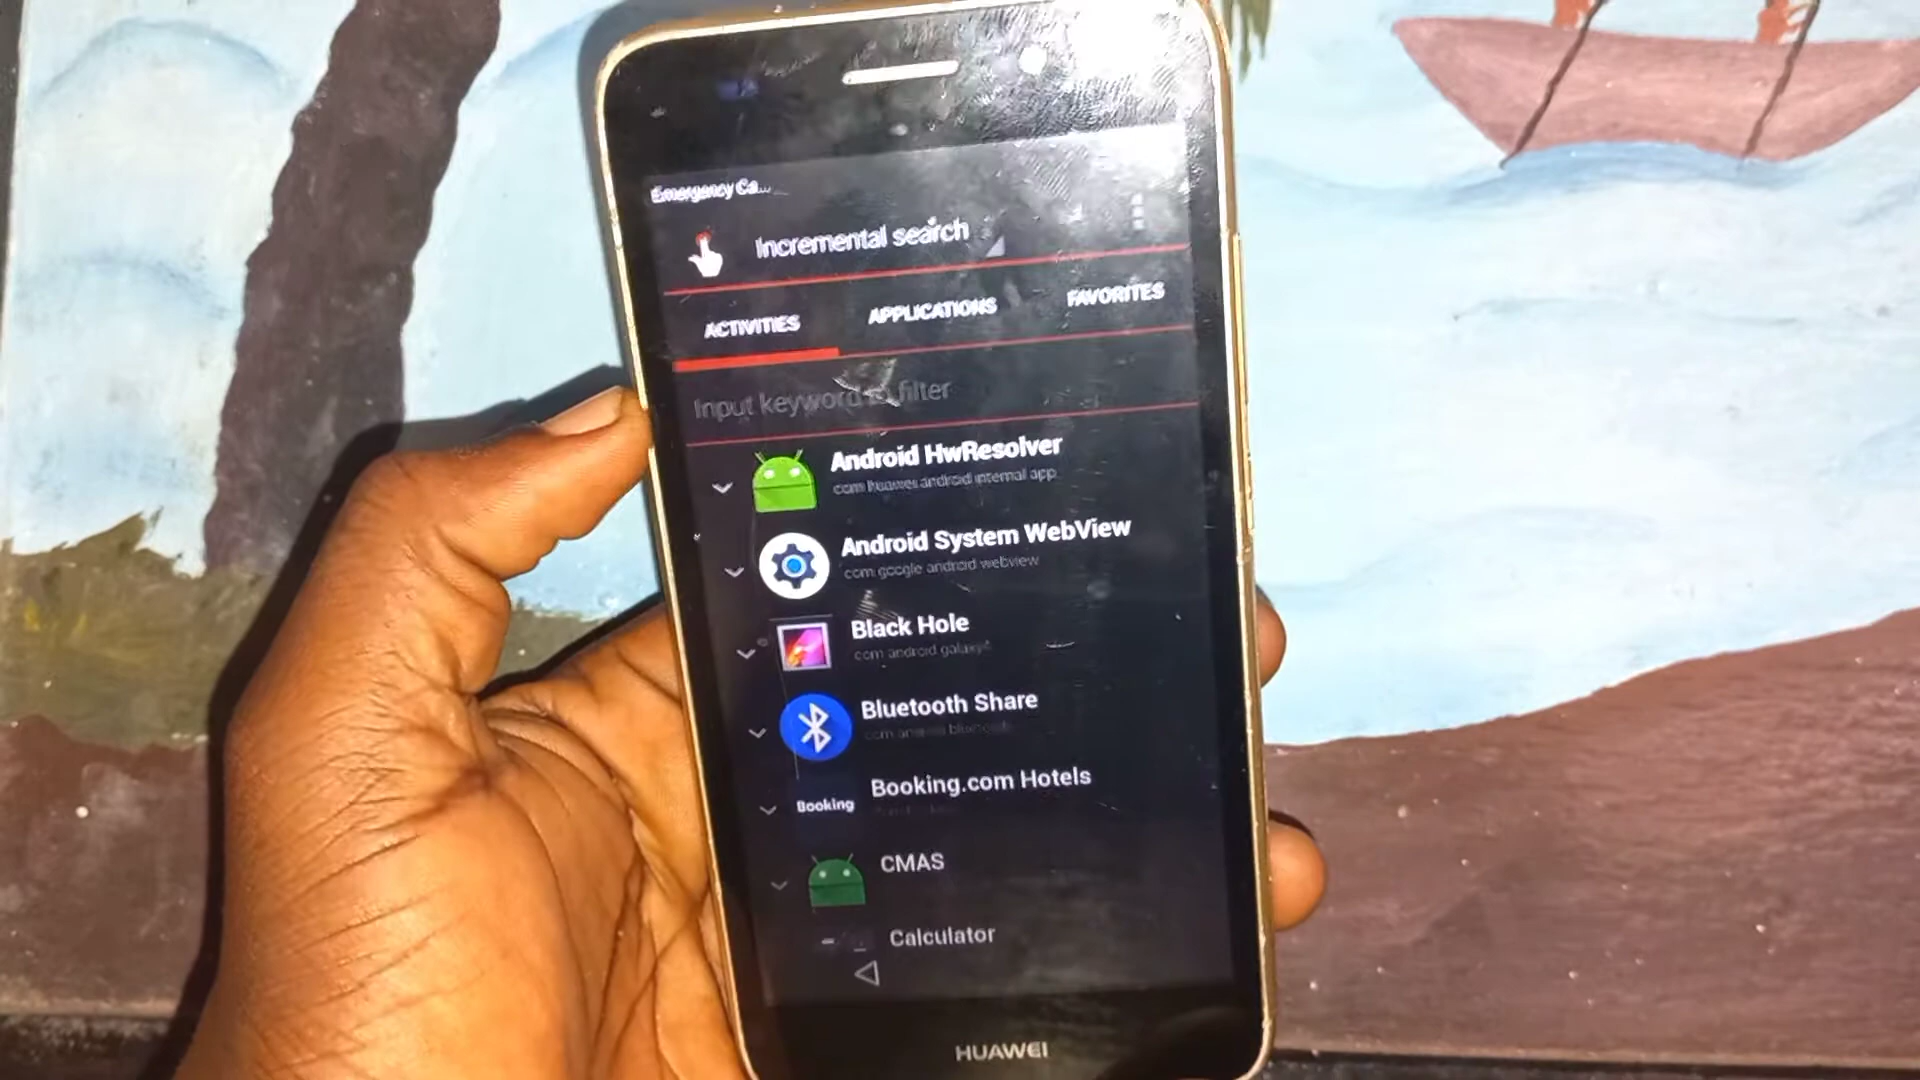 Emergency Ca...
Incremental search
ACTIVITIES
APPLICATIONS
FAVORITES
Input keyword to filter
Android HwResolver
com huawei android internal app
Android System WebView
com google android webview
Black Hole
com android galaxy4
Bluetooth Share
com android bluetooth
Booking
Booking.com Hotels
CMAS
Calculator
HUAWEI